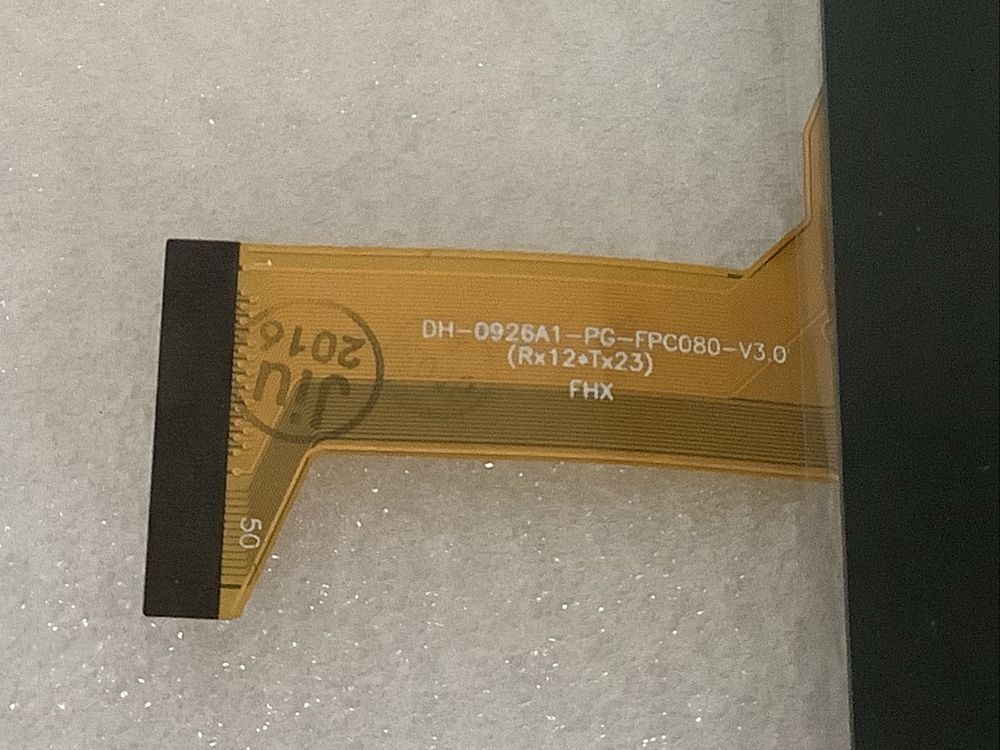 DH-0926A1-PG-FPC080-V3.0
(Rx12*Tx23)
FHX
2016
Jiu
50
1